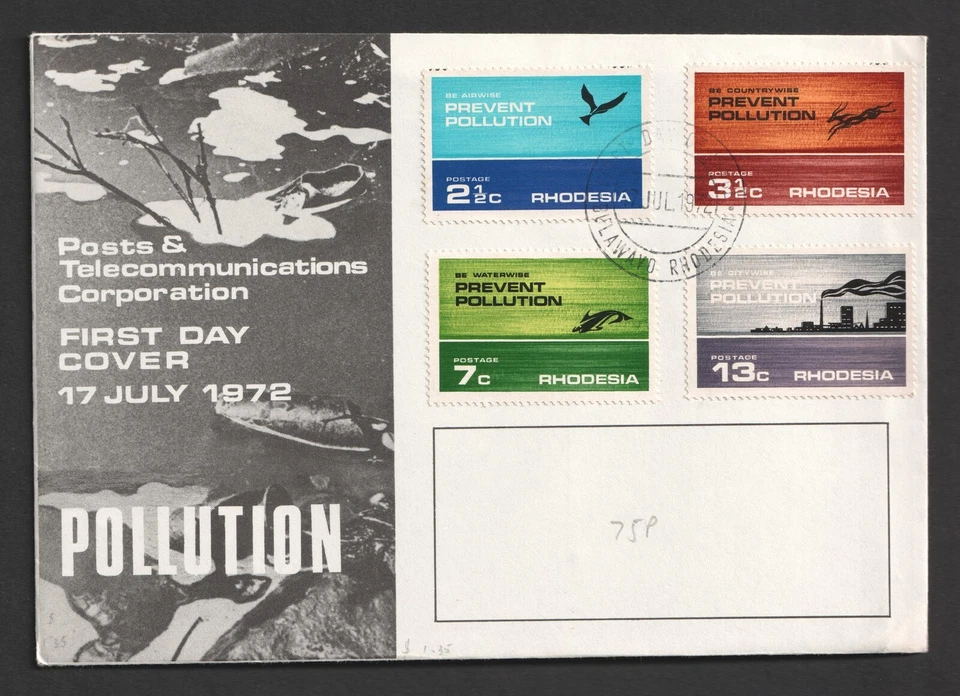 Posts &
Telecommunications
Corporation
FIRST DAY
COVER
17 JULY 1972
POLLUTION
BE AIRWISE
PREVENT
POLLUTION
POSTAGE
2½c RHODESIA
BE COUNTRYWISE
PREVENT
POLLUTION
POSTAGE
3½c RHODESIA
JUL 1972
RHODESIA
BE WATERWISE
PREVENT
POLLUTION
POSTAGE
7c RHODESIA
BE CITYWISE
PREVENT
POLLUTION
POSTAGE
13c RHODESIA
75P
$ 1.35